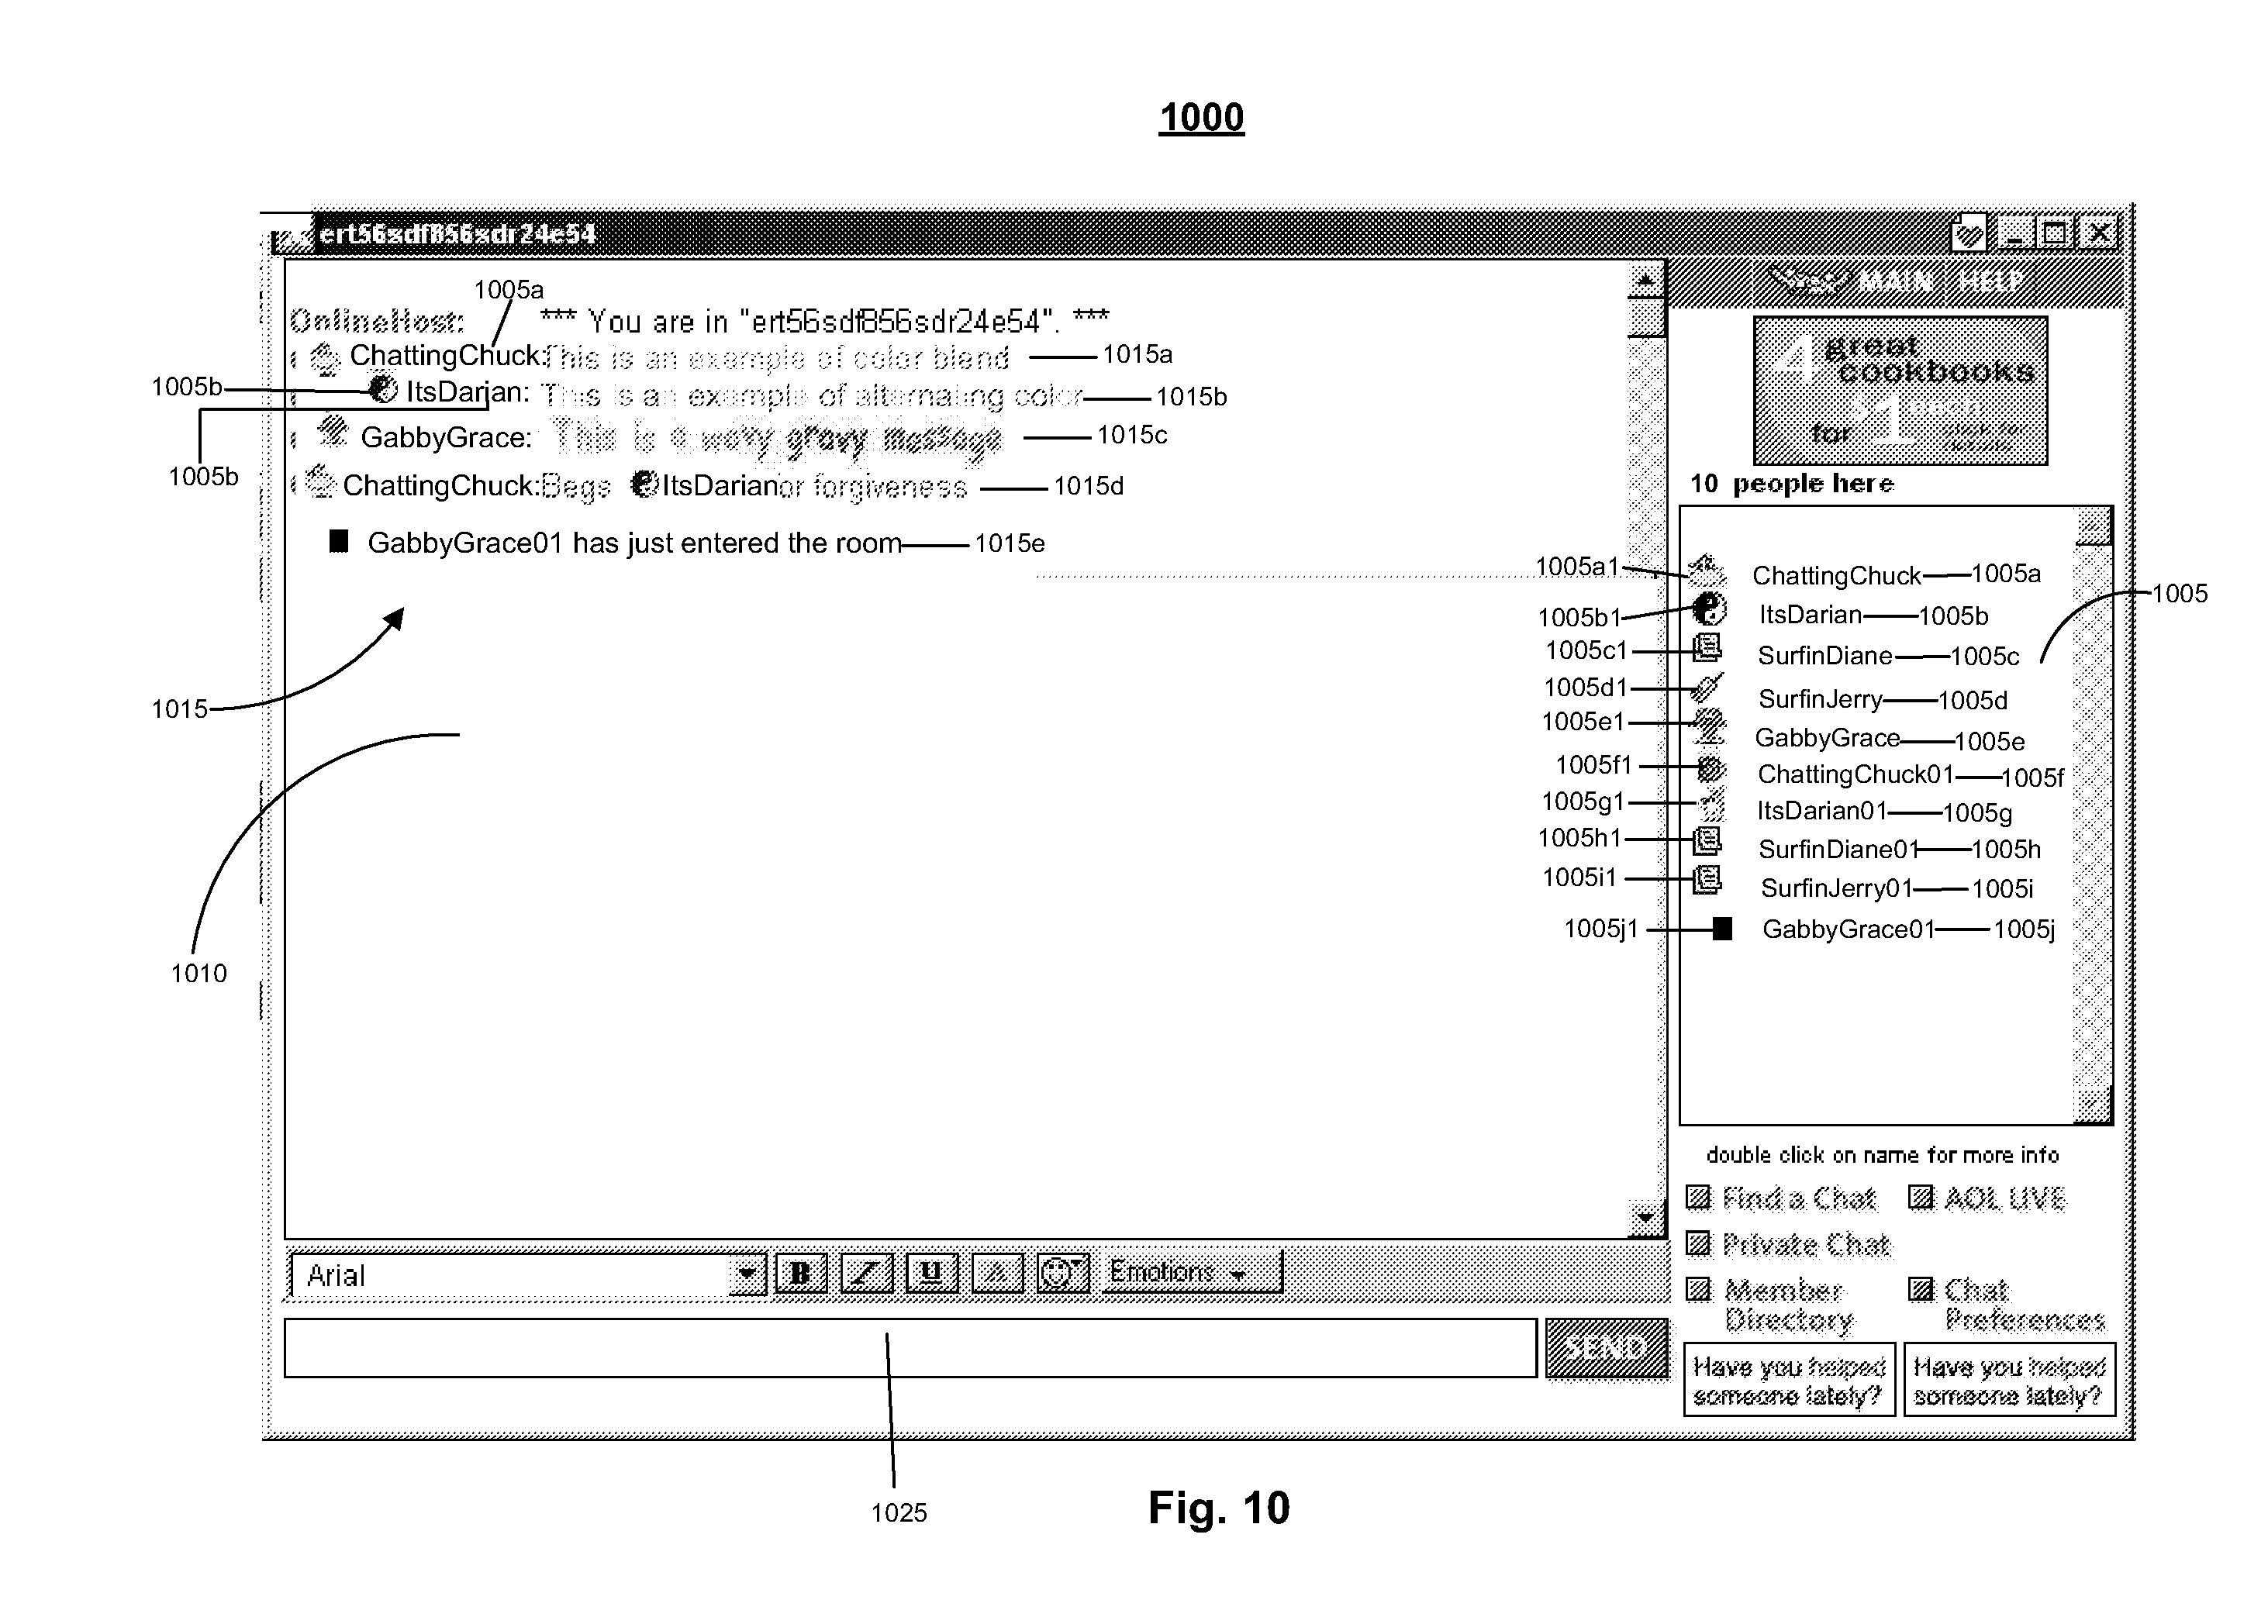 1000
ert56sdf856sdr24e54
MAIN HELP
1005a
OnlineHost: *** You are in "ert56sdf856sdr24e54". ***
ChattingChuck: This is an example of color blend 1015a
1005b ItsDarian: This is an example of alternating color 1015b
GabbyGrace: This is a wavy gravy message 1015c
1005b
ChattingChuck: Begs ItsDarian or forgiveness 1015d
GabbyGrace01 has just entered the room 1015e
1015
1010
4 great
cookbooks
for $1 each
10 people here
1005a1 ChattingChuck 1005a
1005
1005b1 ItsDarian 1005b
1005c1 SurfinDiane 1005c
1005d1 SurfinJerry 1005d
1005e1 GabbyGrace 1005e
1005f1 ChattingChuck01 1005f
1005g1 ItsDarian01 1005g
1005h1 SurfinDiane01 1005h
1005i1 SurfinJerry01 1005i
1005j1 GabbyGrace01 1005j
double click on name for more info
Find a Chat AOL LIVE
Private Chat
Member Directory
Chat Preferences
Arial B I U A Emotions
SEND
Have you helped
someone lately?
Have you helped
someone lately?
1025
Fig. 10